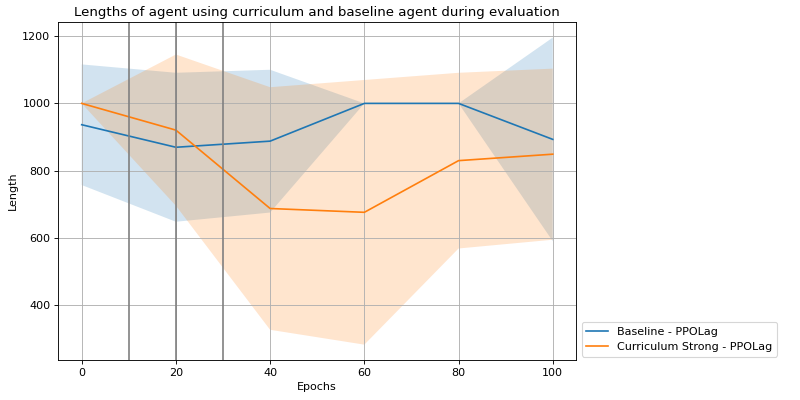 Lengths of agent using curriculum and baseline agent during evaluation
1200
1000
800
600
400
Length
0 20 40 60 80 100
Epochs
Baseline - PPOLag
Curriculum Strong - PPOLag